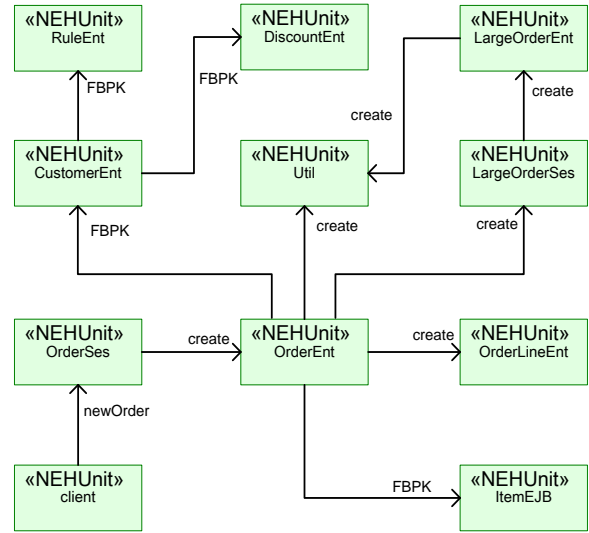 «NEHUnit»
RuleEnt
«NEHUnit»
DiscountEnt
«NEHUnit»
LargeOrderEnt
FBPK
FBPK
create
create
«NEHUnit»
CustomerEnt
«NEHUnit»
Util
«NEHUnit»
LargeOrderSes
FBPK
create
create
«NEHUnit»
OrderSes
create
«NEHUnit»
OrderEnt
create
«NEHUnit»
OrderLineEnt
newOrder
«NEHUnit»
client
FBPK
«NEHUnit»
ItemEJB